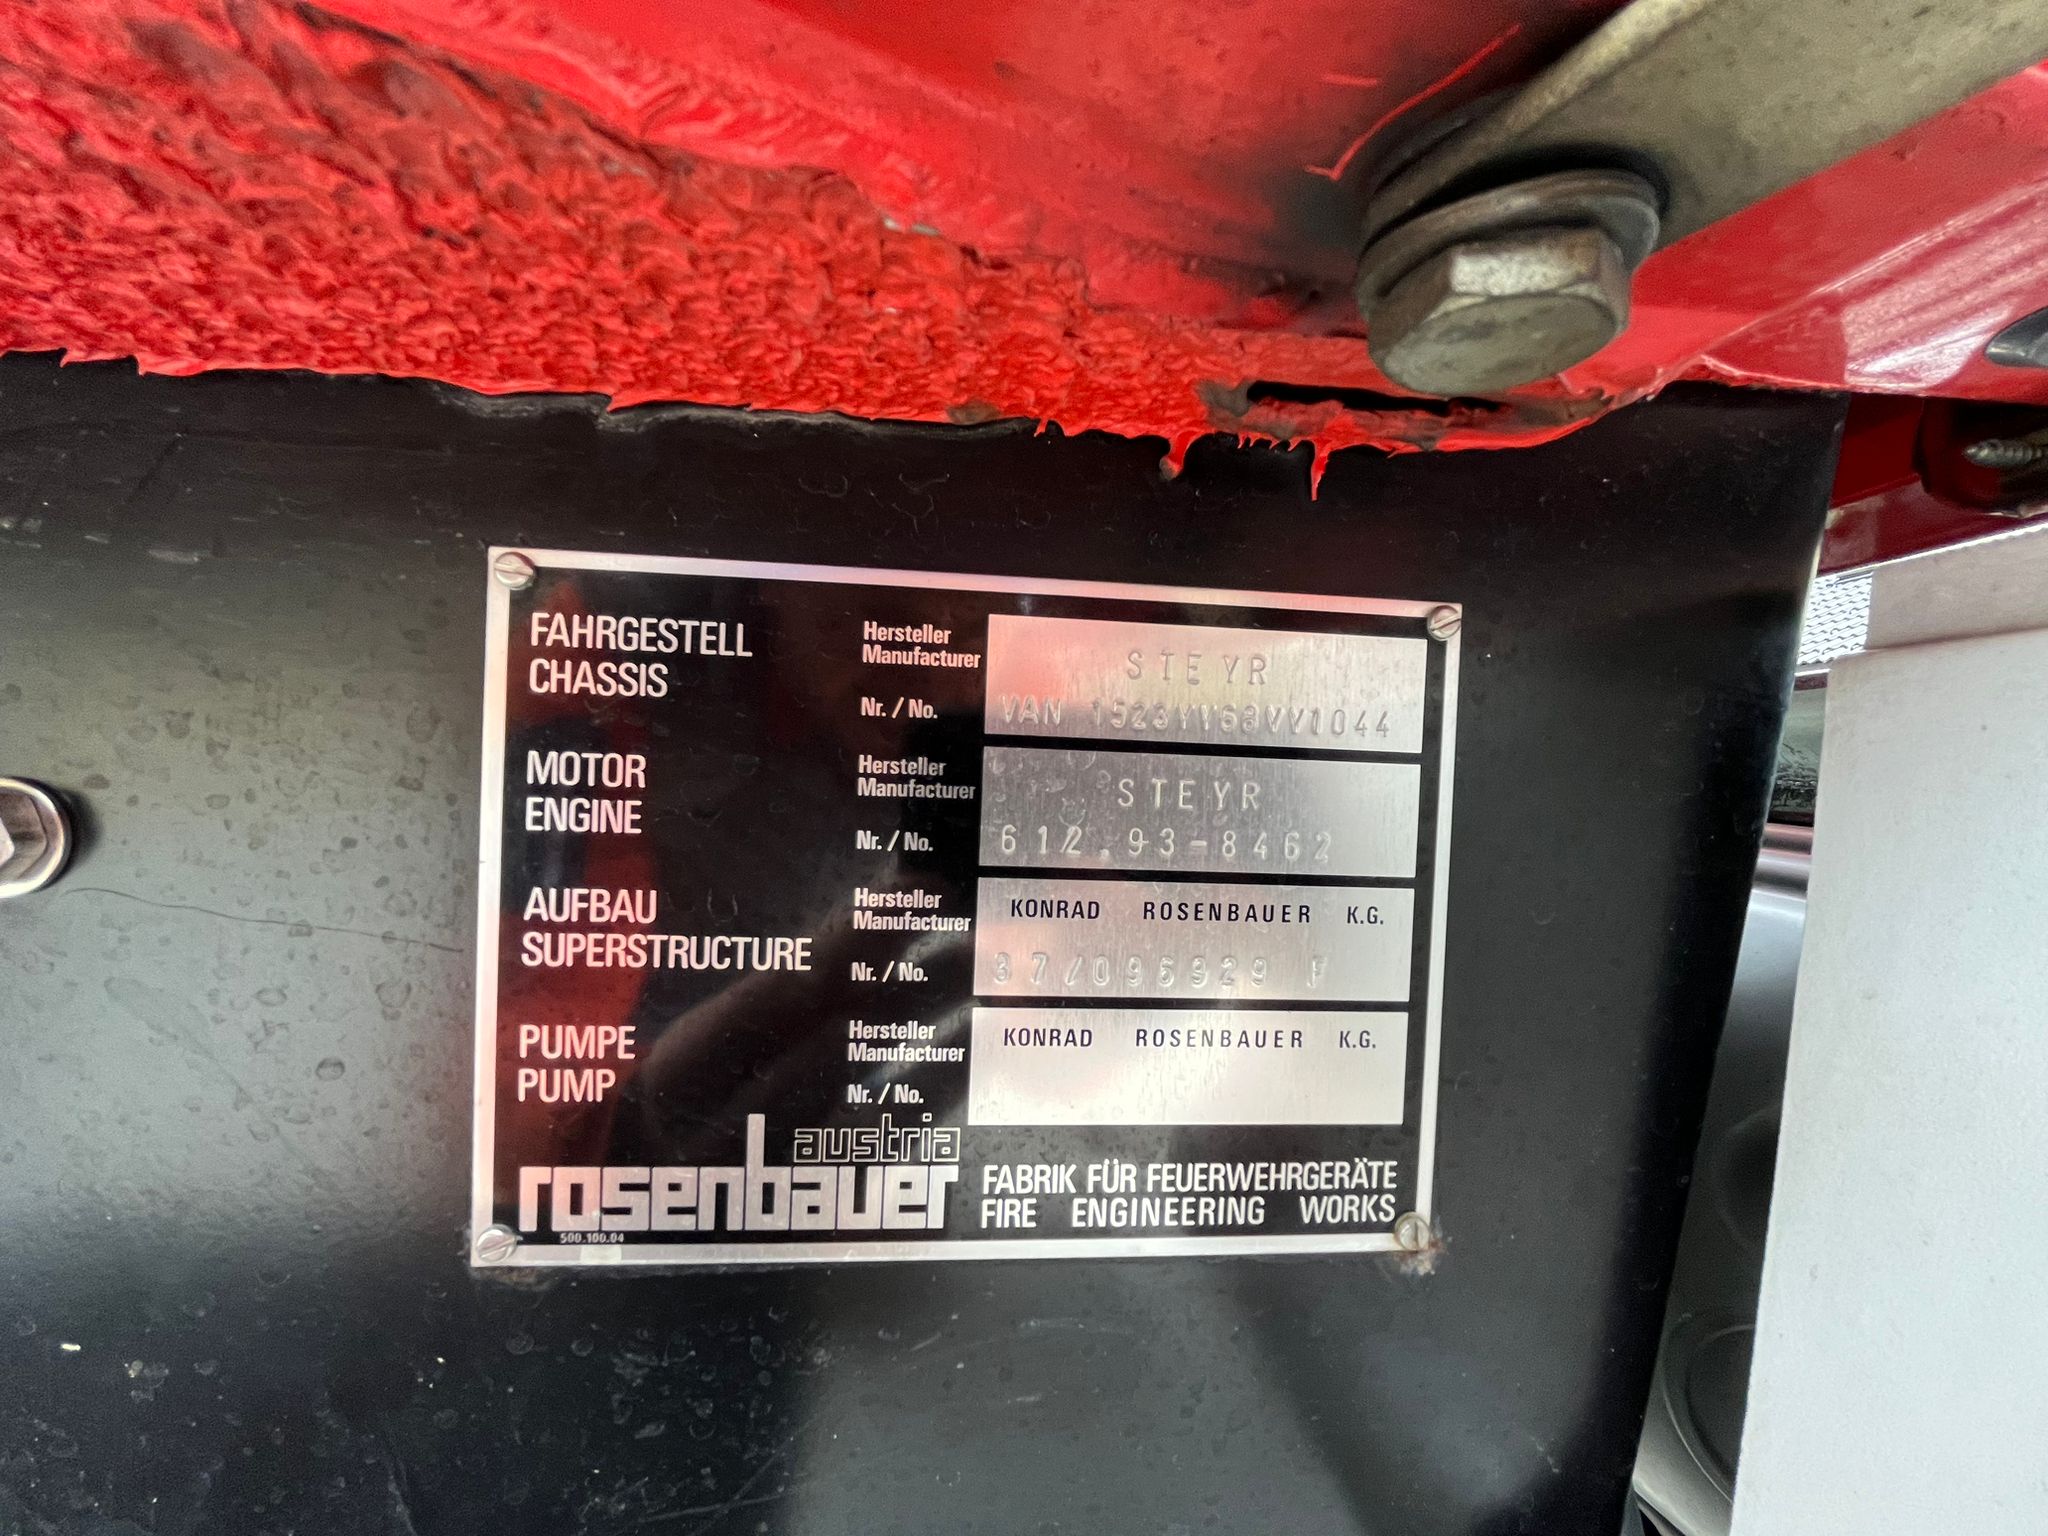 FAHRGESTELL
CHASSIS
Hersteller
Manufacturer
STEYR
Nr. / No.
VAN 1523YY68VV1044
MOTOR
ENGINE
Hersteller
Manufacturer
STEYR
Nr. / No.
612.93-8462
AUFBAU
SUPERSTRUCTURE
Hersteller
Manufacturer
KONRAD ROSENBAUER K.G.
Nr. / No.
37/096929 F
PUMPE
PUMP
Hersteller
Manufacturer
KONRAD ROSENBAUER K.G.
Nr. / No.
austria
rosenbauer
FABRIK FÜR FEUERWEHRGERÄTE
FIRE ENGINEERING WORKS
500.100.04